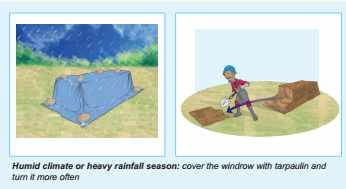 Humid climate or heavy rainfall season: cover the windrow with tarpaulin and
turn it more often